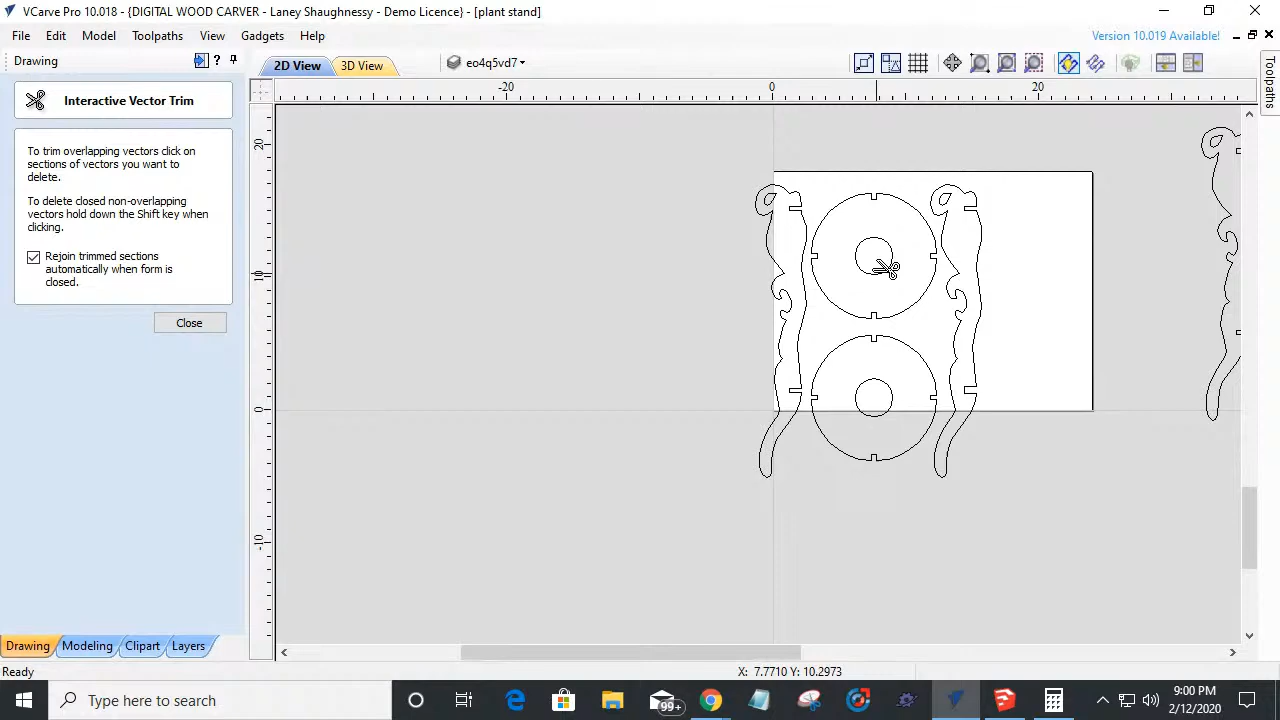 VCarve Pro 10.018 - {DIGITAL WOOD CARVER - Laney Shaughnessy - Demo Licence} - [plant stand]
File Edit Model Toolpaths View Gadgets Help
Version 10.019 Available!
Drawing
2D View
3D View
eo4q5vd7
Toolpaths
Interactive Vector Trim
-20 0 20
To trim overlapping vectors click on
sections of vectors you want to
delete.
To delete closed non-overlapping
vectors hold down the Shift key when
clicking.
Rejoin trimmed sections
automatically when form is
closed.
Close
20
10
0
-10
Drawing Modeling Clipart Layers
Ready
X: 7.7710 Y: 10.2973
Type here to search
99+
9:00 PM
2/12/2020